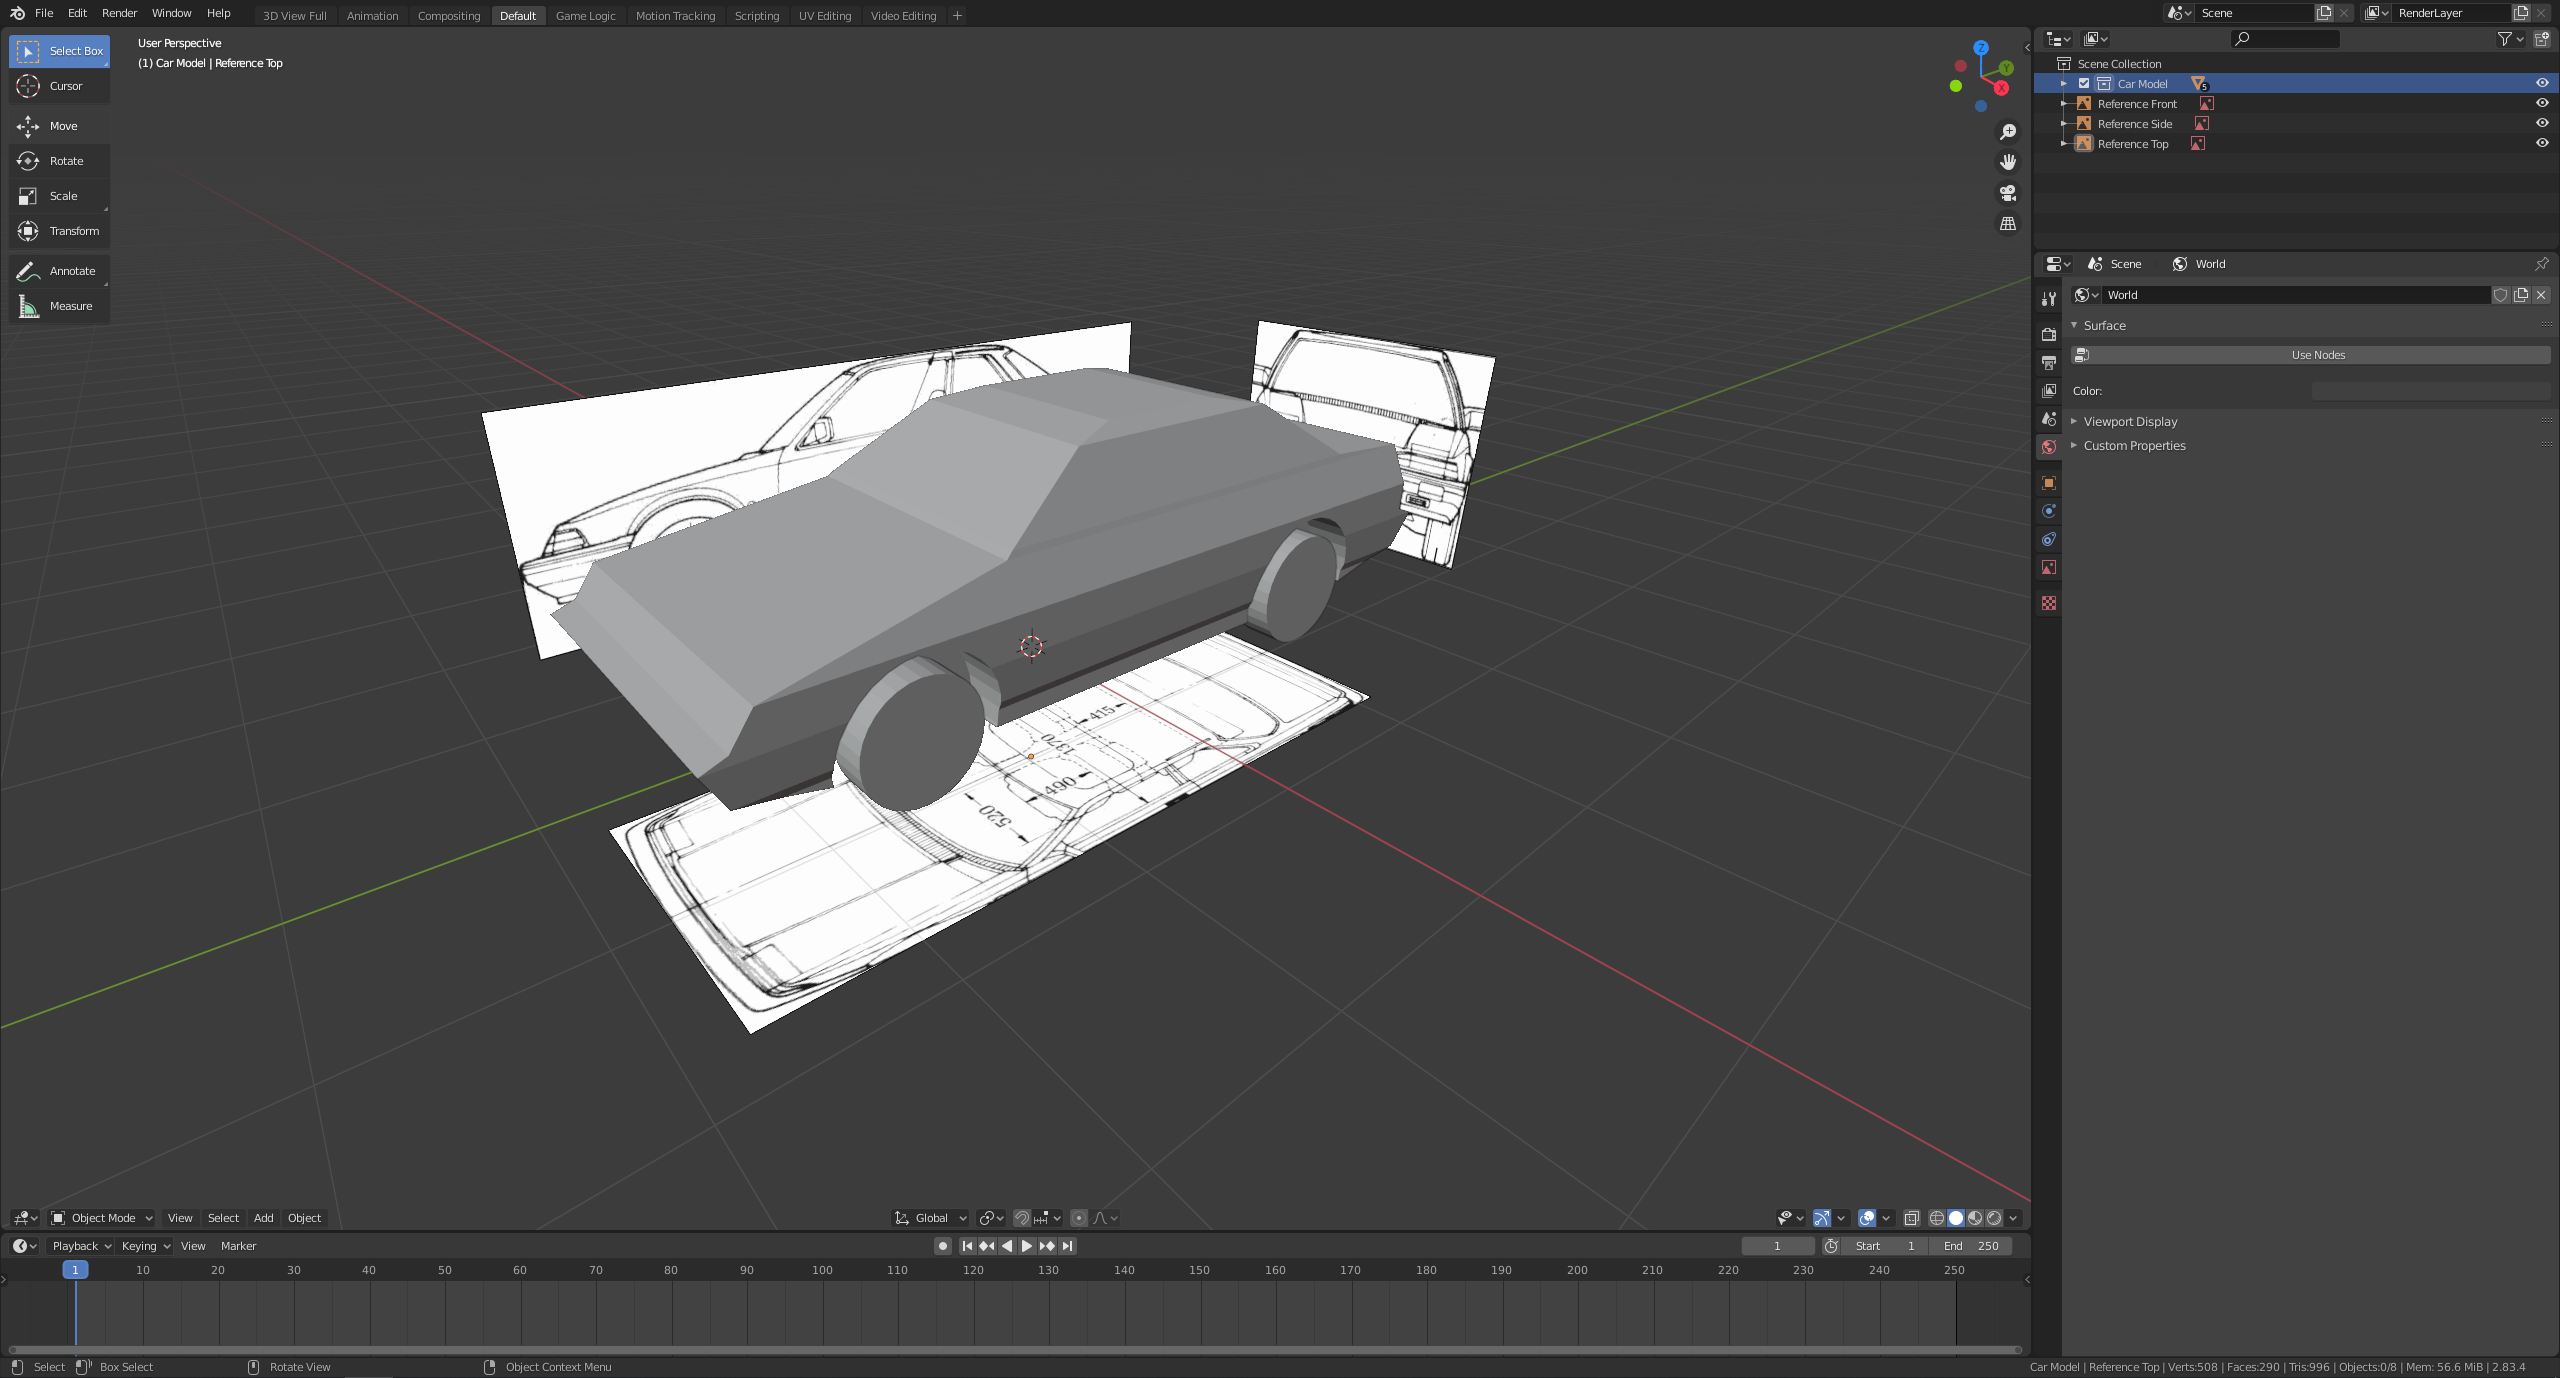 File Edit Render Window Help 3D View Full Animation Compositing Default Game Logic Motion Tracking Scripting UV Editing Video Editing + Scene RenderLayer
Select Box
Cursor
Move
Rotate
Scale
Transform
Annotate
Measure
User Perspective
(1) Car Model | Reference Top
Z
Y
X
415
1370
490
520
Scene Collection
Car Model 5
Reference Front
Reference Side
Reference Top
Scene World
World
Surface
Use Nodes
Color:
Viewport Display
Custom Properties
Object Mode View Select Add Object Global
Playback Keying View Marker 1 Start 1 End 250
1 10 20 30 40 50 60 70 80 90 100 110 120 130 140 150 160 170 180 190 200 210 220 230 240 250
Select Box Select Rotate View Object Context Menu Car Model | Reference Top | Verts:508 | Faces:290 | Tris:996 | Objects:0/8 | Mem: 56.6 MiB | 2.83.4